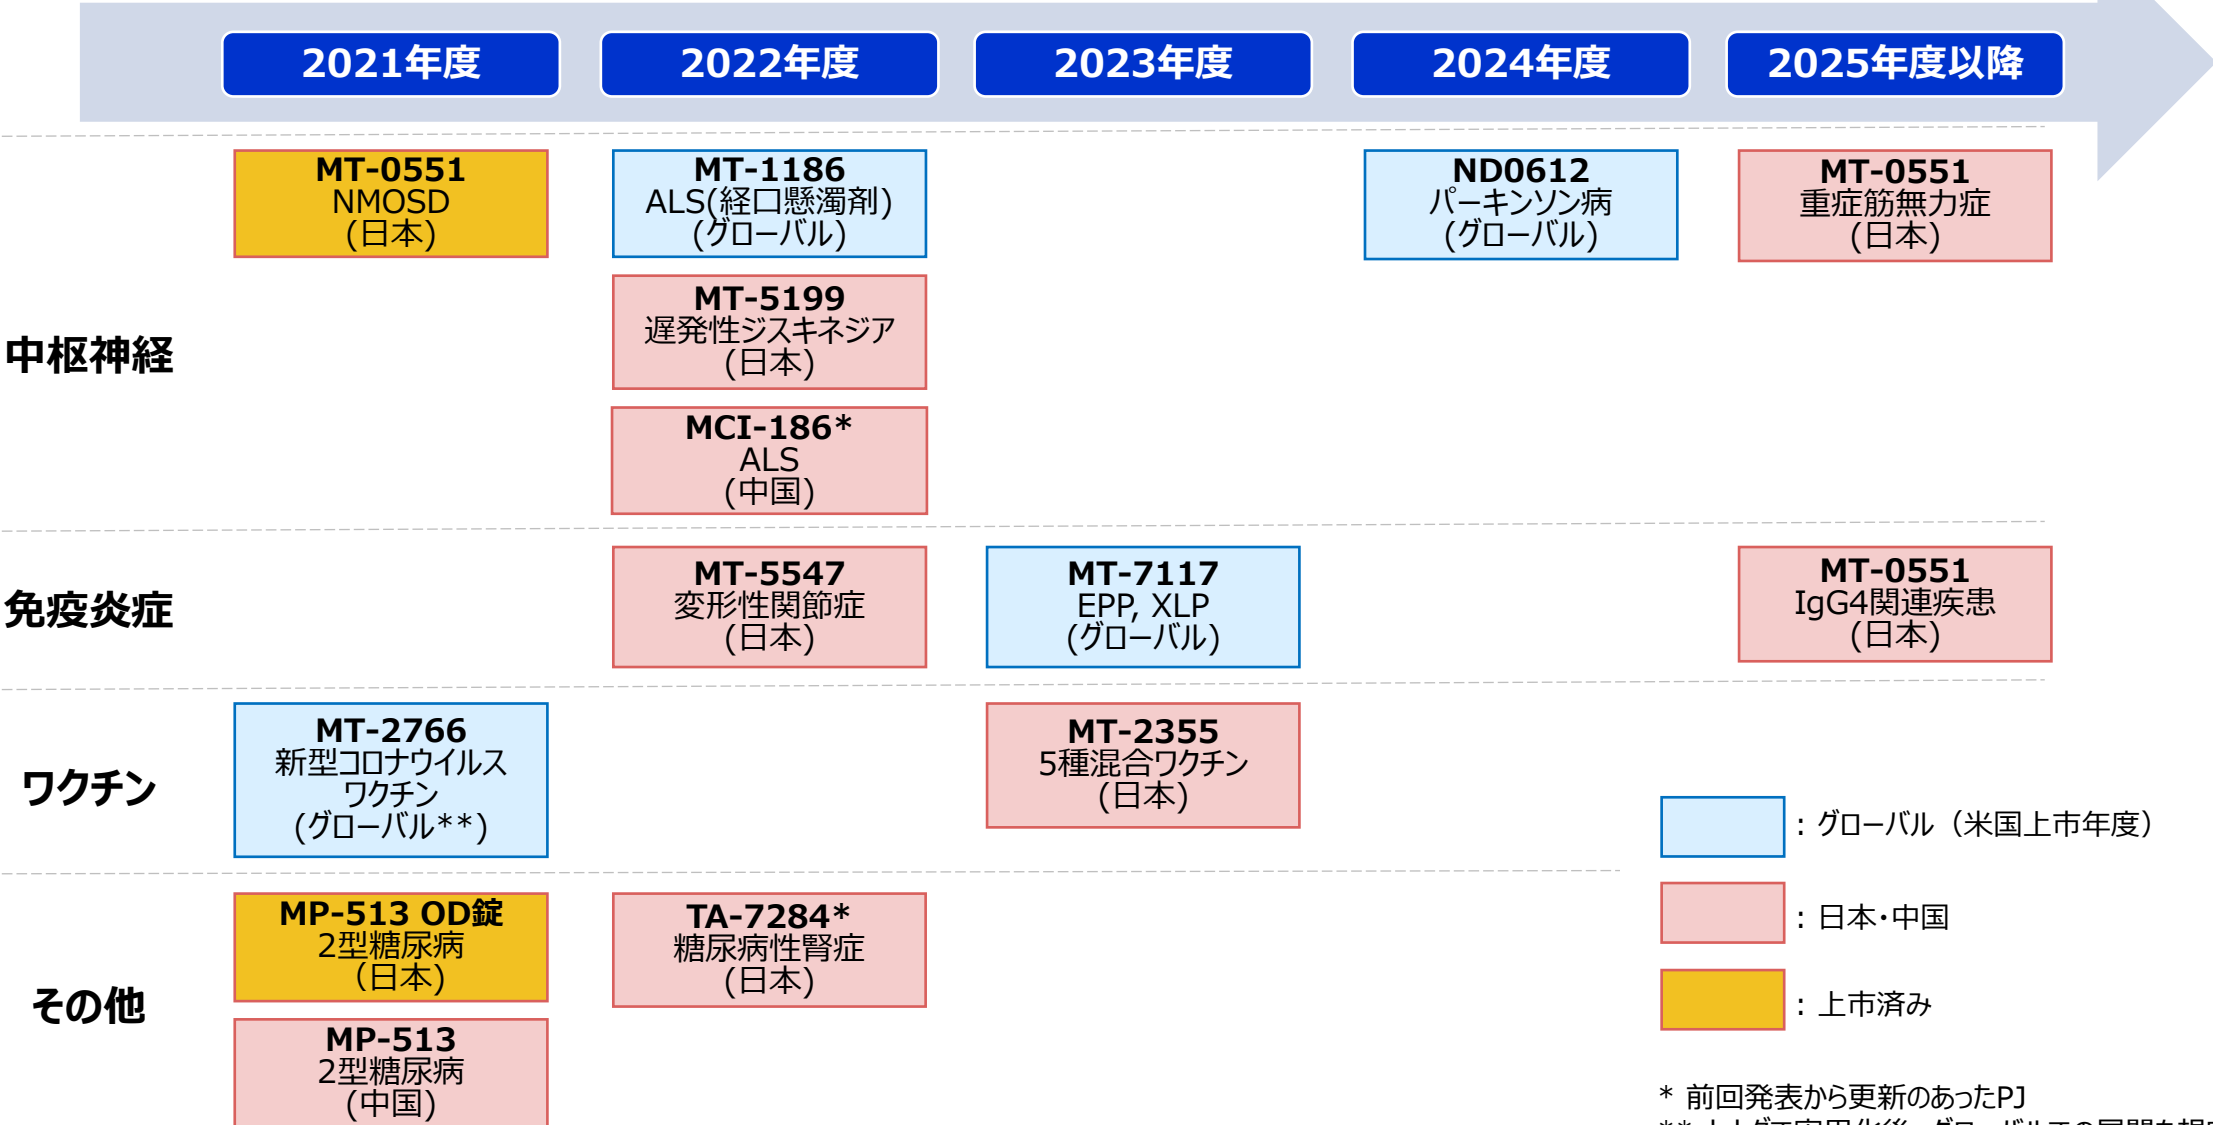 2021年度
2022年度
2023年度
2024年度
2025年度以降
中枢神経
MT-0551
NMOSD
(日本)
MT-1186
ALS(経口懸濁剤)
(グローバル)
MT-5199
遅発性ジスキネジア
(日本)
MCI-186*
ALS
(中国)
ND0612
パーキンソン病
(グローバル)
MT-0551
重症筋無力症
(日本)
免疫炎症
MT-5547
変形性関節症
(日本)
MT-7117
EPP, XLP
(グローバル)
MT-0551
IgG4関連疾患
(日本)
ワクチン
MT-2766
新型コロナウイルス
ワクチン
(グローバル**)
MT-2355
5種混合ワクチン
(日本)
その他
MP-513 OD錠
2型糖尿病
(日本)
MP-513
2型糖尿病
(中国)
TA-7284*
糖尿病性腎症
(日本)
: グローバル（米国上市年度）
: 日本・中国
: 上市済み
* 前回発表から更新のあったPJ